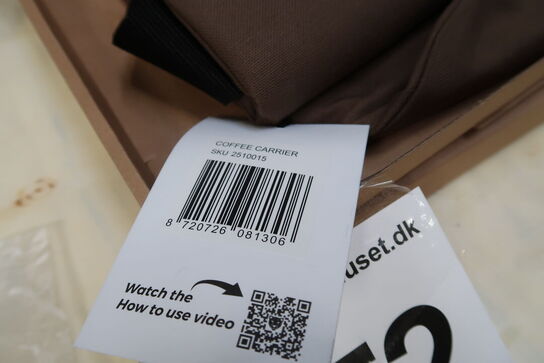 COFFEE CARRIER
SKU 2510015
8 720726 081306
Watch the
How to use video
uset.dk